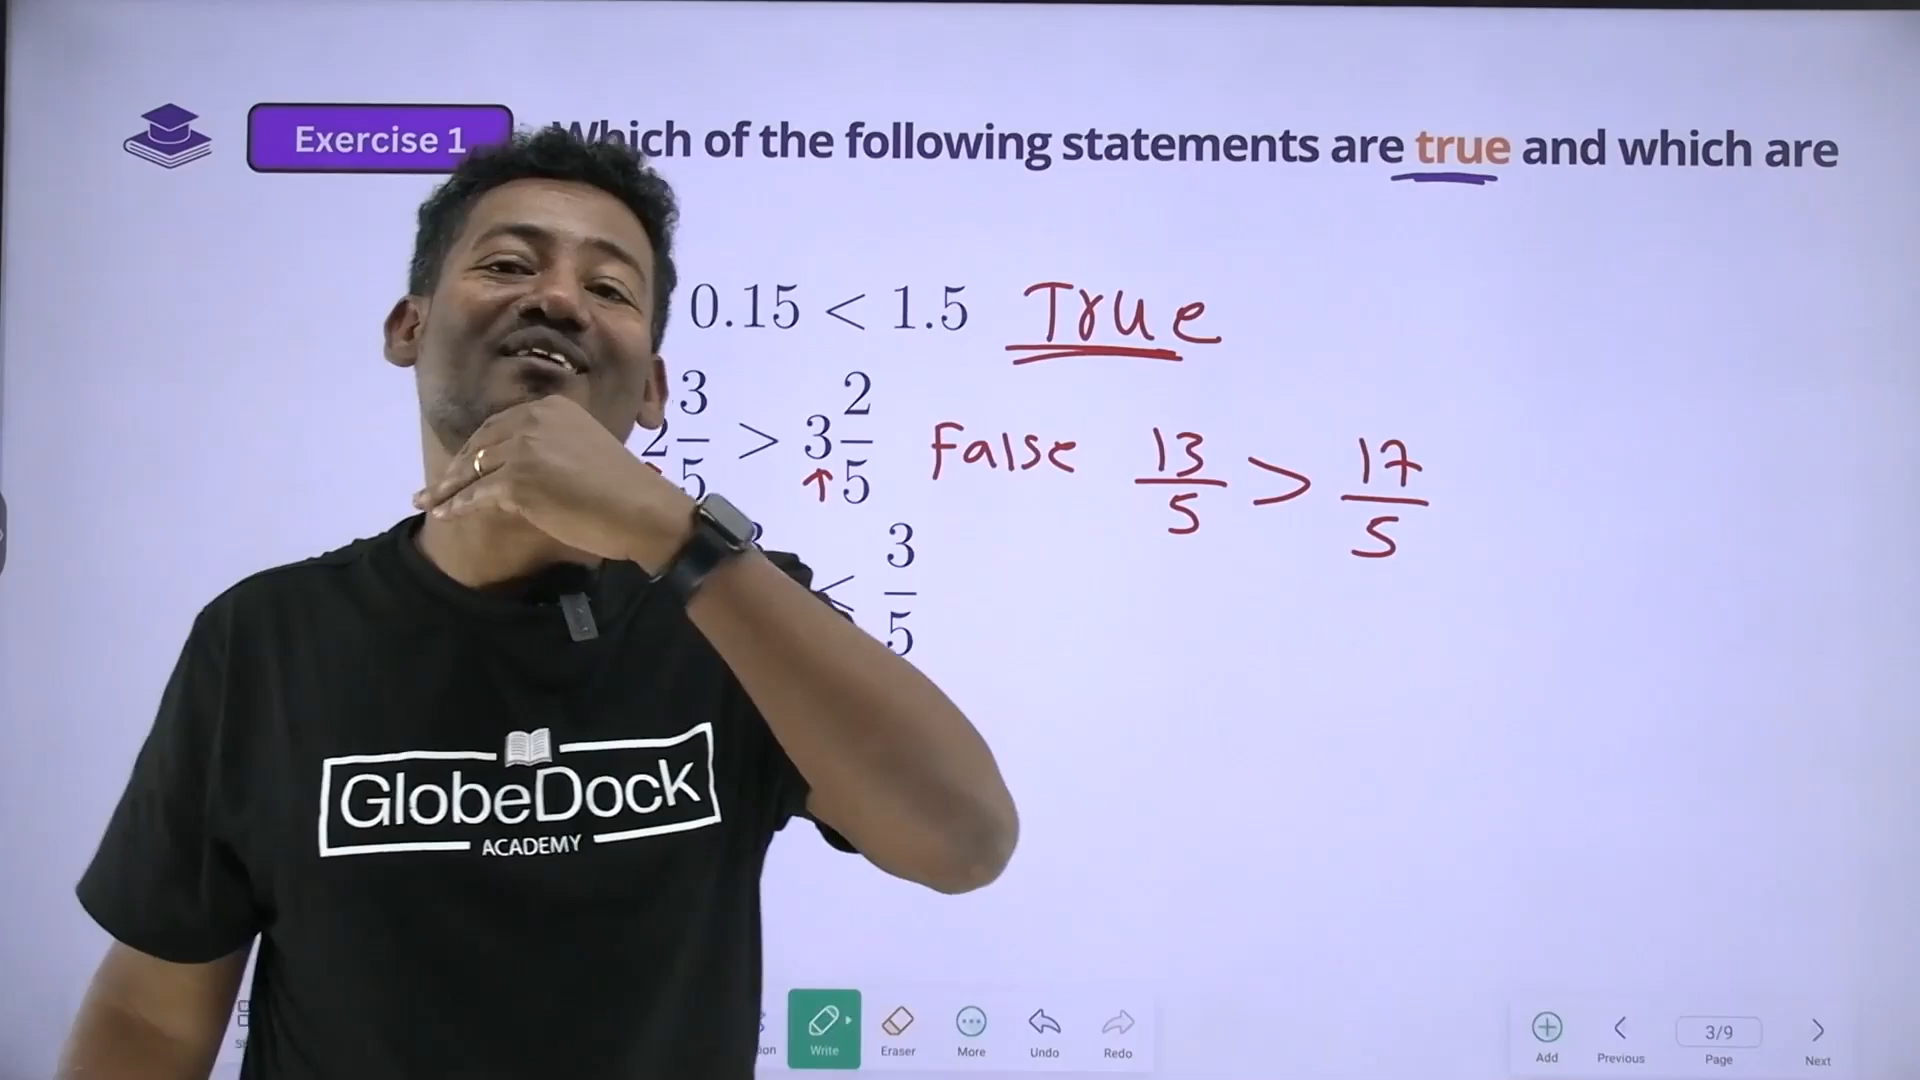 Exercise 1 Which of the following statements are true and which are
0.15 < 1.5 True
2 3/5 > 3 2/5 False 13/5 > 17/5
< 3/5
GlobeDock
ACADEMY
Write Eraser More Undo Redo
Add Previous 3/9 Page Next